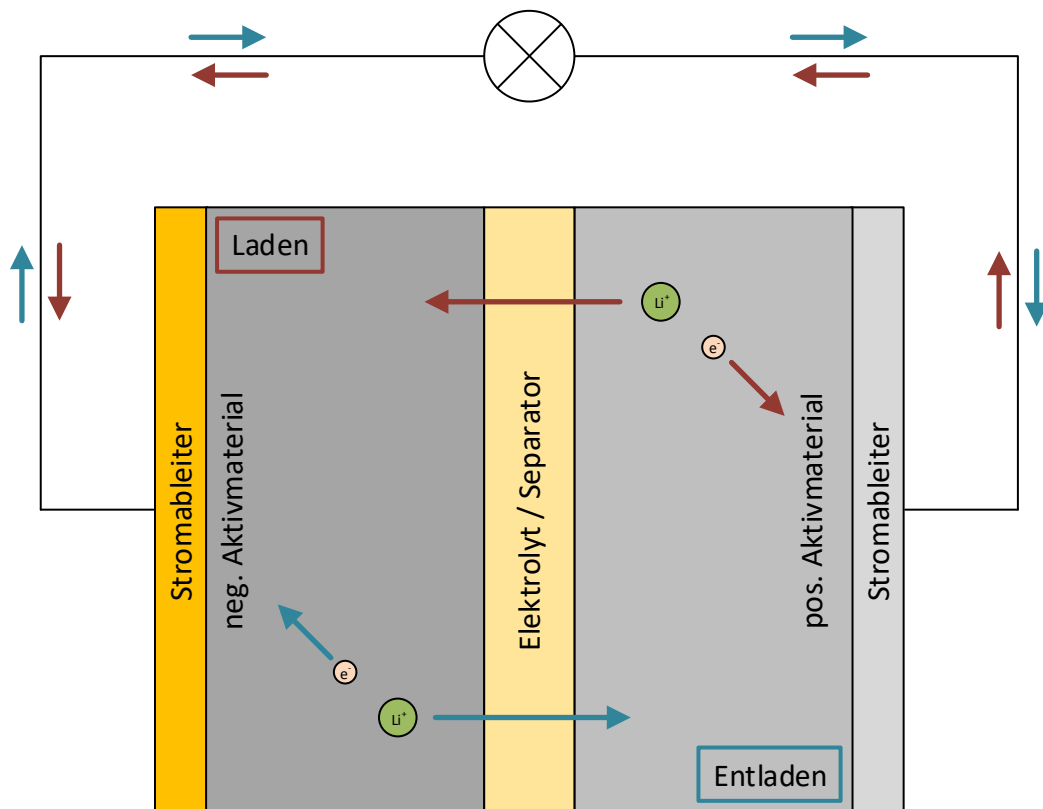 Laden
Li⁺
e⁻
Stromableiter
neg. Aktivmaterial
Elektrolyt / Separator
pos. Aktivmaterial
Stromableiter
e⁻
Li⁺
Entladen